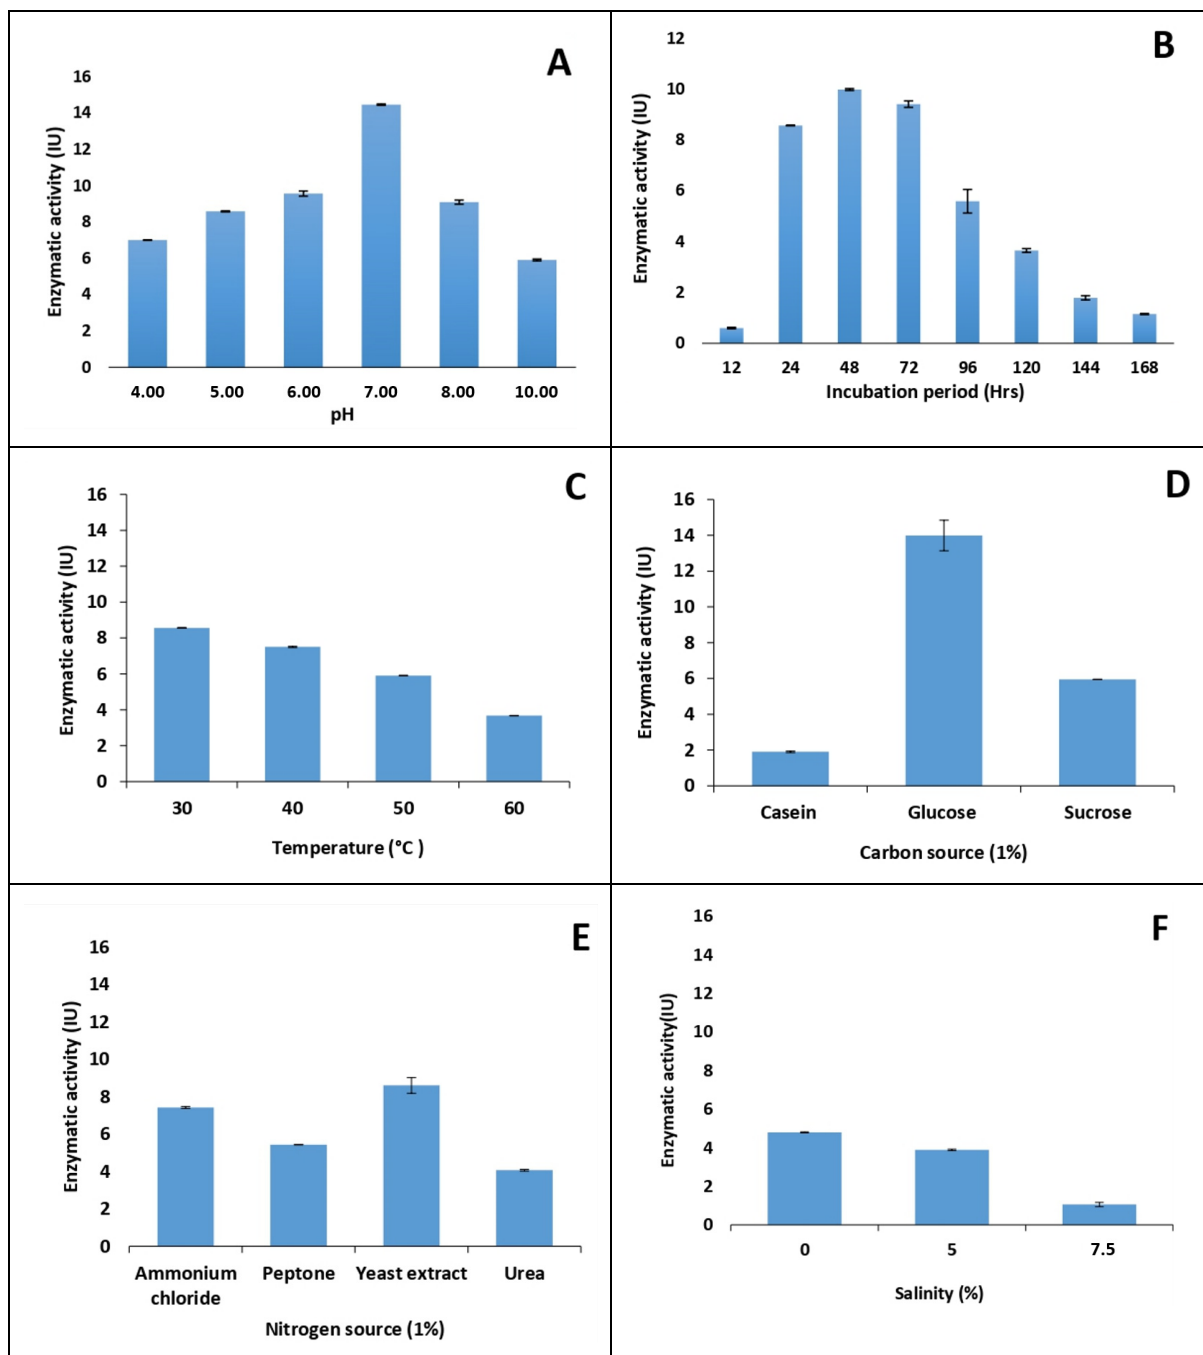 A
Enzymatic activity (IU)
16
14
12
10
8
6
4
2
0
4.00 5.00 6.00 7.00 8.00 10.00
pH
B
Enzymatic activity (IU)
12
10
8
6
4
2
0
12 24 48 72 96 120 144 168
Incubation period (Hrs)
C
Enzymatic activity (IU)
16
14
12
10
8
6
4
2
0
30 40 50 60
Temperature (°C )
D
Enzymatic activity (IU)
16
14
12
10
8
6
4
2
0
Casein Glucose Sucrose
Carbon source (1%)
E
Enzymatic activity (IU)
16
14
12
10
8
6
4
2
0
Ammonium Peptone Yeast extract Urea
chloride
Nitrogen source (1%)
F
Enzymatic activity(IU)
16
14
12
10
8
6
4
2
0
0 5 7.5
Salinity (%)